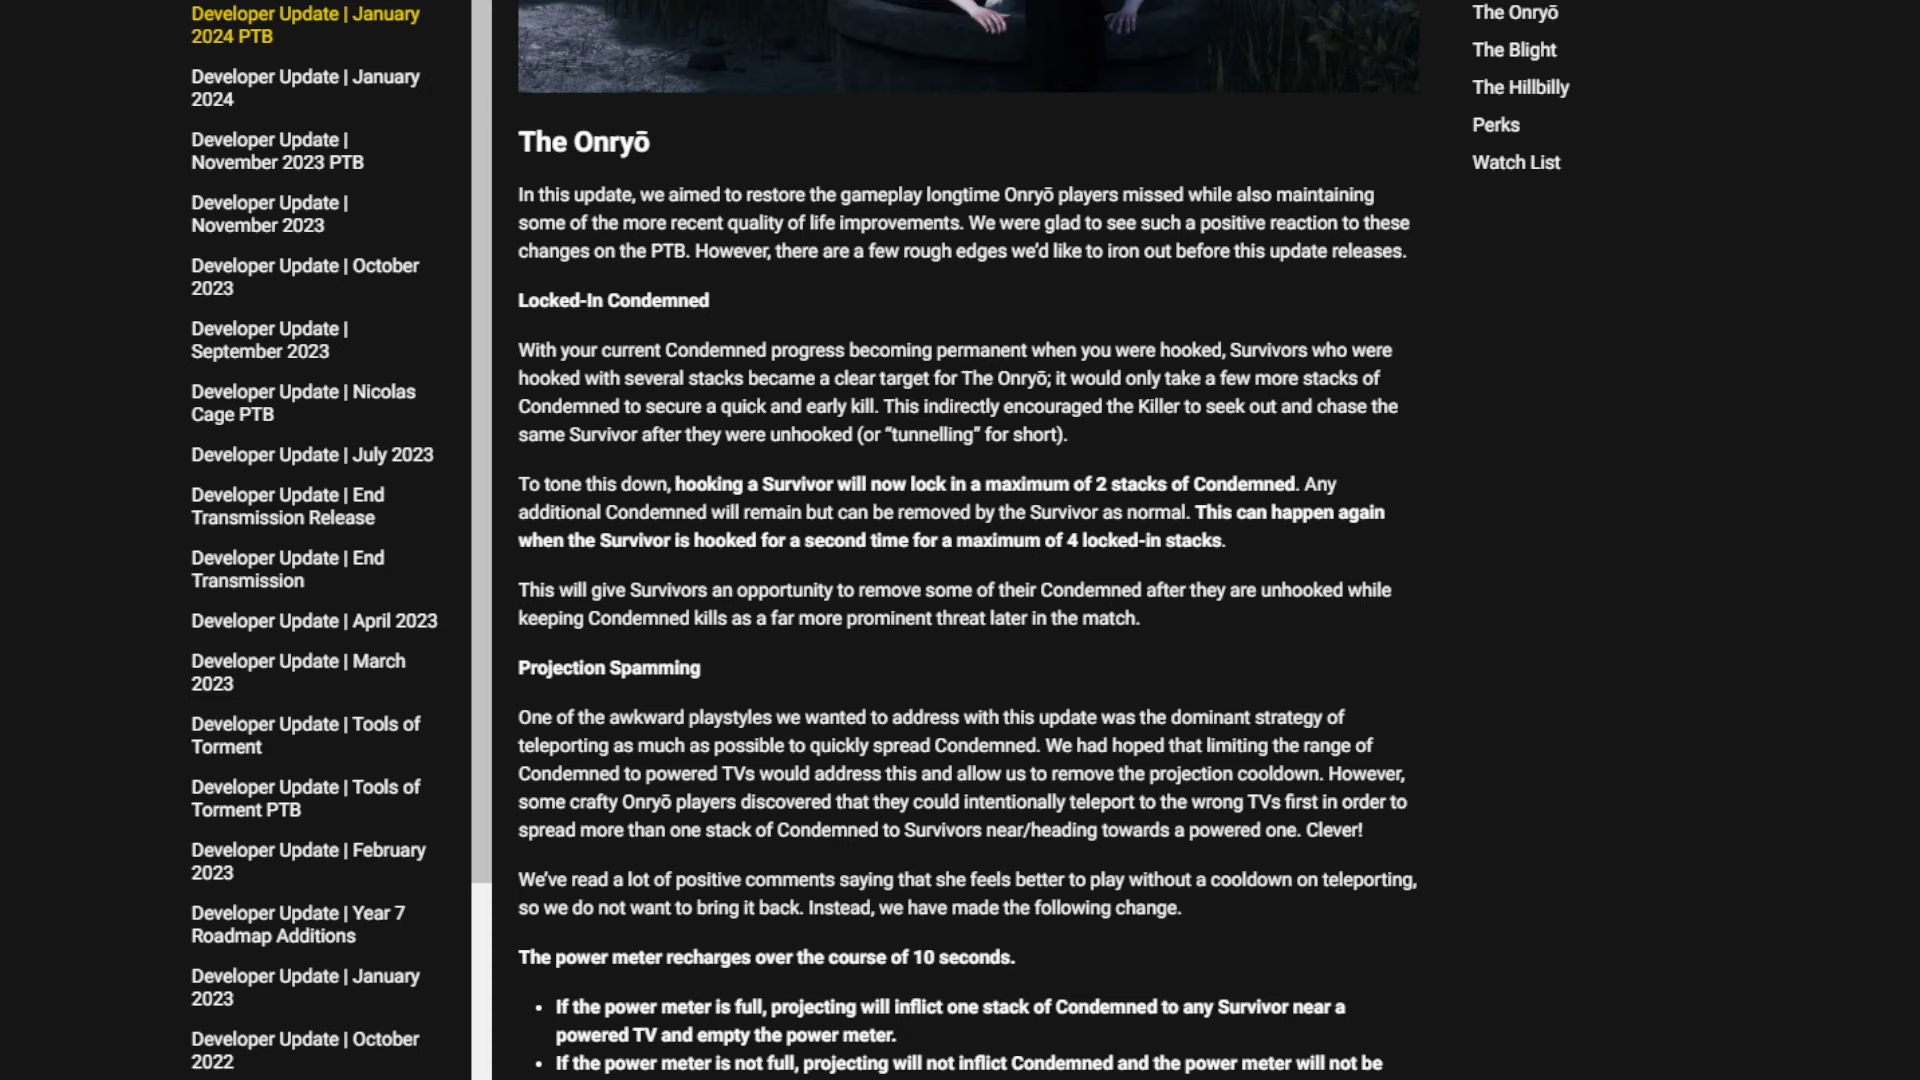 Developer Update | January
2024 PTB
Developer Update | January
2024
Developer Update |
November 2023 PTB
Developer Update |
November 2023
Developer Update | October
2023
Developer Update |
September 2023
Developer Update | Nicolas
Cage PTB
Developer Update | July 2023
Developer Update | End
Transmission Release
Developer Update | End
Transmission
Developer Update | April 2023
Developer Update | March
2023
Developer Update | Tools of
Torment
Developer Update | Tools of
Torment PTB
Developer Update | February
2023
Developer Update | Year 7
Roadmap Additions
Developer Update | January
2023
Developer Update | October
2022
The Onryō
In this update, we aimed to restore the gameplay longtime Onryō players missed while also maintaining
some of the more recent quality of life improvements. We were glad to see such a positive reaction to these
changes on the PTB. However, there are a few rough edges we’d like to iron out before this update releases.
Locked-In Condemned
With your current Condemned progress becoming permanent when you were hooked, Survivors who were
hooked with several stacks became a clear target for The Onryō; it would only take a few more stacks of
Condemned to secure a quick and early kill. This indirectly encouraged the Killer to seek out and chase the
same Survivor after they were unhooked (or “tunnelling” for short).
To tone this down, hooking a Survivor will now lock in a maximum of 2 stacks of Condemned. Any
additional Condemned will remain but can be removed by the Survivor as normal. This can happen again
when the Survivor is hooked for a second time for a maximum of 4 locked-in stacks.
This will give Survivors an opportunity to remove some of their Condemned after they are unhooked while
keeping Condemned kills as a far more prominent threat later in the match.
Projection Spamming
One of the awkward playstyles we wanted to address with this update was the dominant strategy of
teleporting as much as possible to quickly spread Condemned. We had hoped that limiting the range of
Condemned to powered TVs would address this and allow us to remove the projection cooldown. However,
some crafty Onryō players discovered that they could intentionally teleport to the wrong TVs first in order to
spread more than one stack of Condemned to Survivors near/heading towards a powered one. Clever!
We’ve read a lot of positive comments saying that she feels better to play without a cooldown on teleporting,
so we do not want to bring it back. Instead, we have made the following change.
The power meter recharges over the course of 10 seconds.
• If the power meter is full, projecting will inflict one stack of Condemned to any Survivor near a
powered TV and empty the power meter.
• If the power meter is not full, projecting will not inflict Condemned and the power meter will not be
The Onryō
The Blight
The Hillbilly
Perks
Watch List